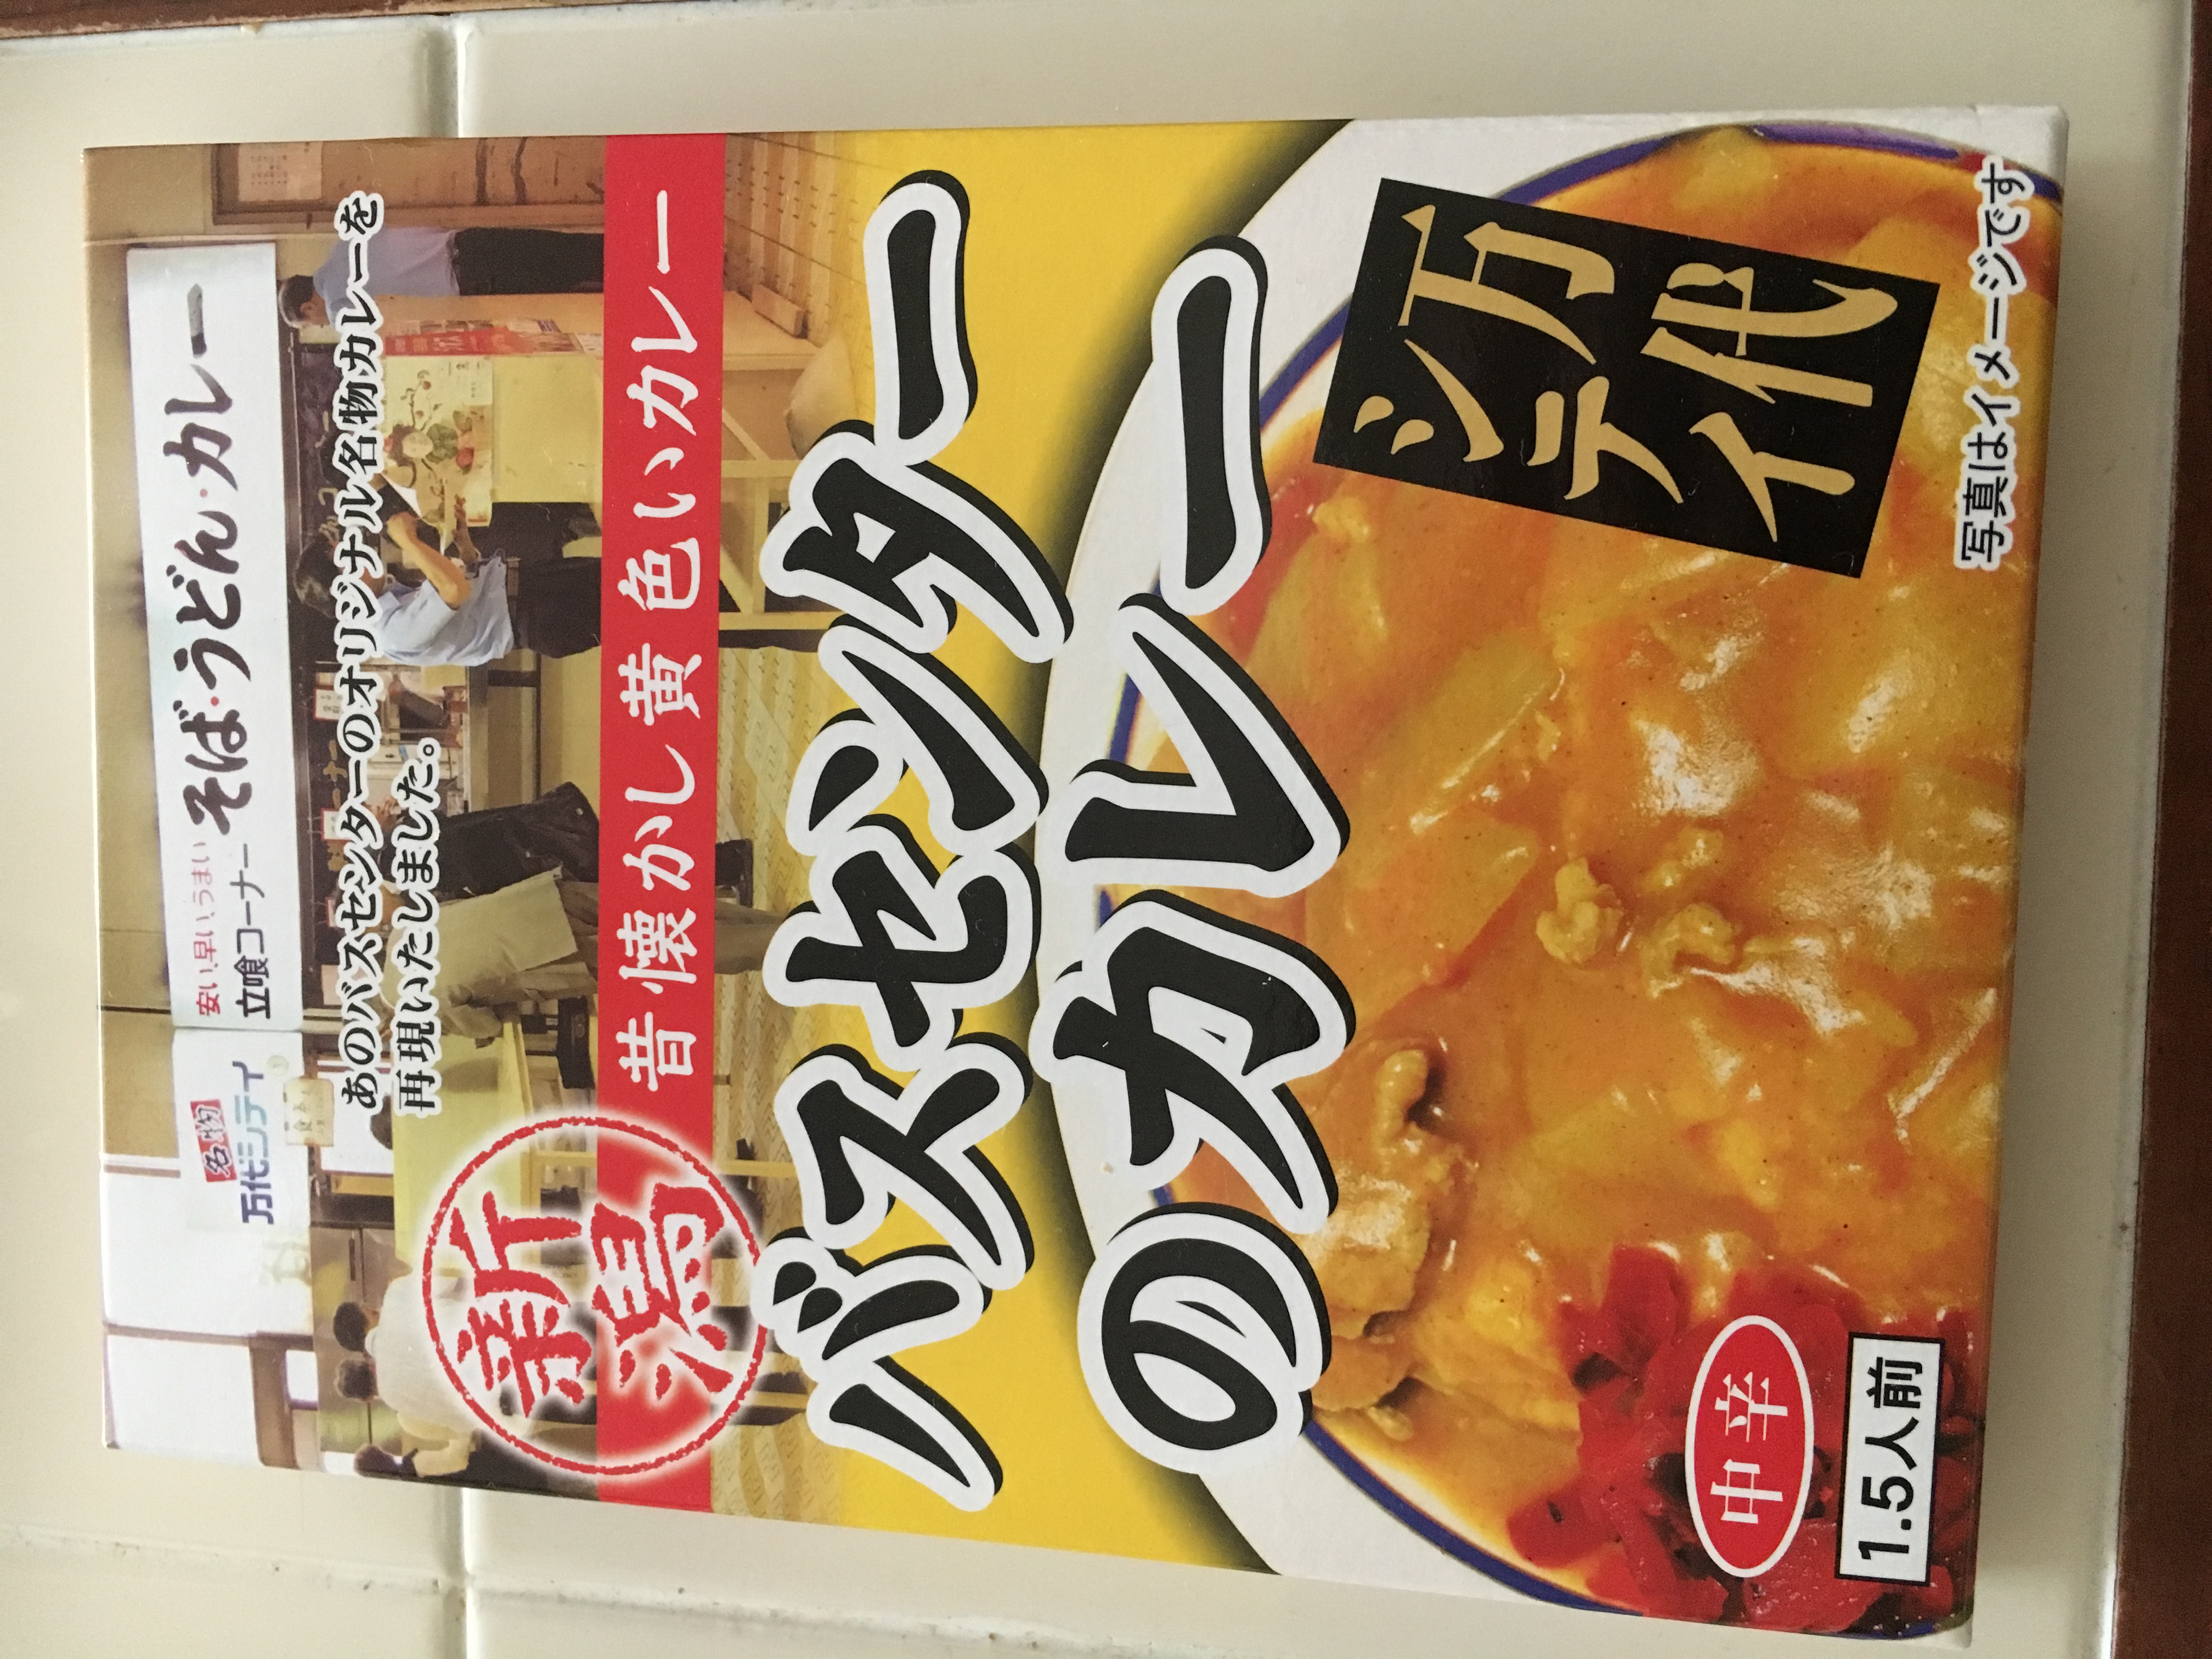 名物
万代シテイ
安い、早い、うまい
立喰コーナー
そば・うどん・カレー
あのバスセンターのオリジナル名物カレーを
再現いたしました。
新潟
昔懐かし黄色いカレー
バスセンター
のカレー
万代
シテイ
中辛
1.5人前
写真はイメージです